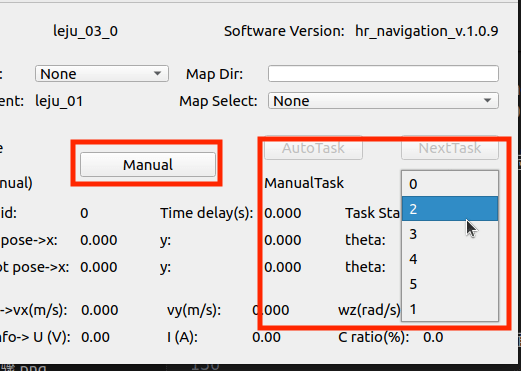 leju_03_0 Software Version: hr_navigation_v.1.0.9
: None Map Dir:
ent: leju_01 Map Select: None
e Manual AutoTask NextTask
nual) ManualTask 0
id: 0 Time delay(s): 0.000 Task Sta 2
pose->x: 0.000 y: 0.000 theta: 3
ot pose->x: 0.000 y: 0.000 theta: 4
5
->vx(m/s): 0.000 vy(m/s): 0.000 wz(rad/s) 1
nfo-> U (V): 0.00 I (A): 0.00 C ratio(%): 0.0
.png 130